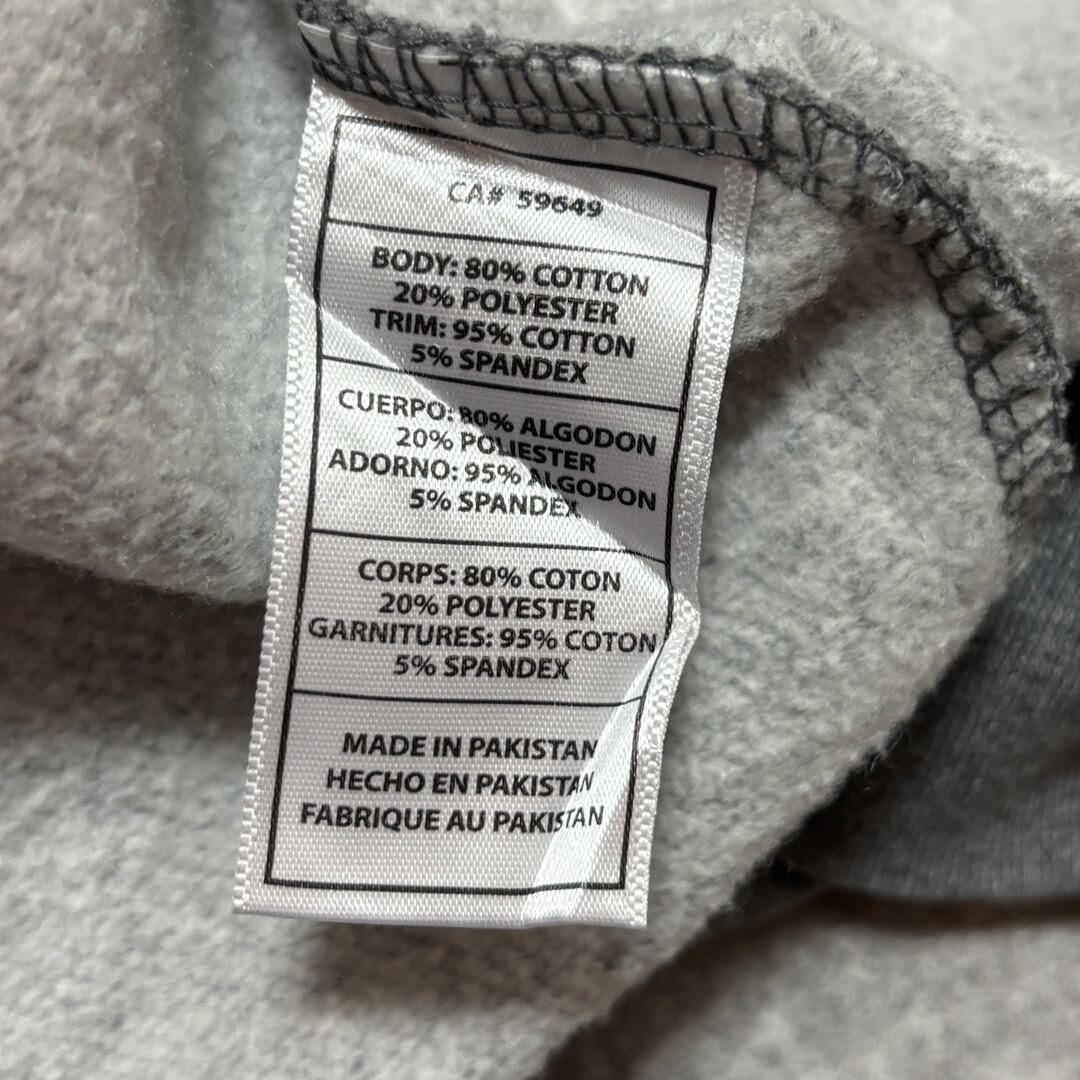 CA# 59649
BODY: 80% COTTON
20% POLYESTER
TRIM: 95% COTTON
5% SPANDEX
CUERPO: 80% ALGODON
20% POLIESTER
ADORNO: 95% ALGODON
5% SPANDEX
CORPS: 80% COTON
20% POLYESTER
GARNITURES: 95% COTON
5% SPANDEX
MADE IN PAKISTAN
HECHO EN PAKISTAN
FABRIQUE AU PAKISTAN